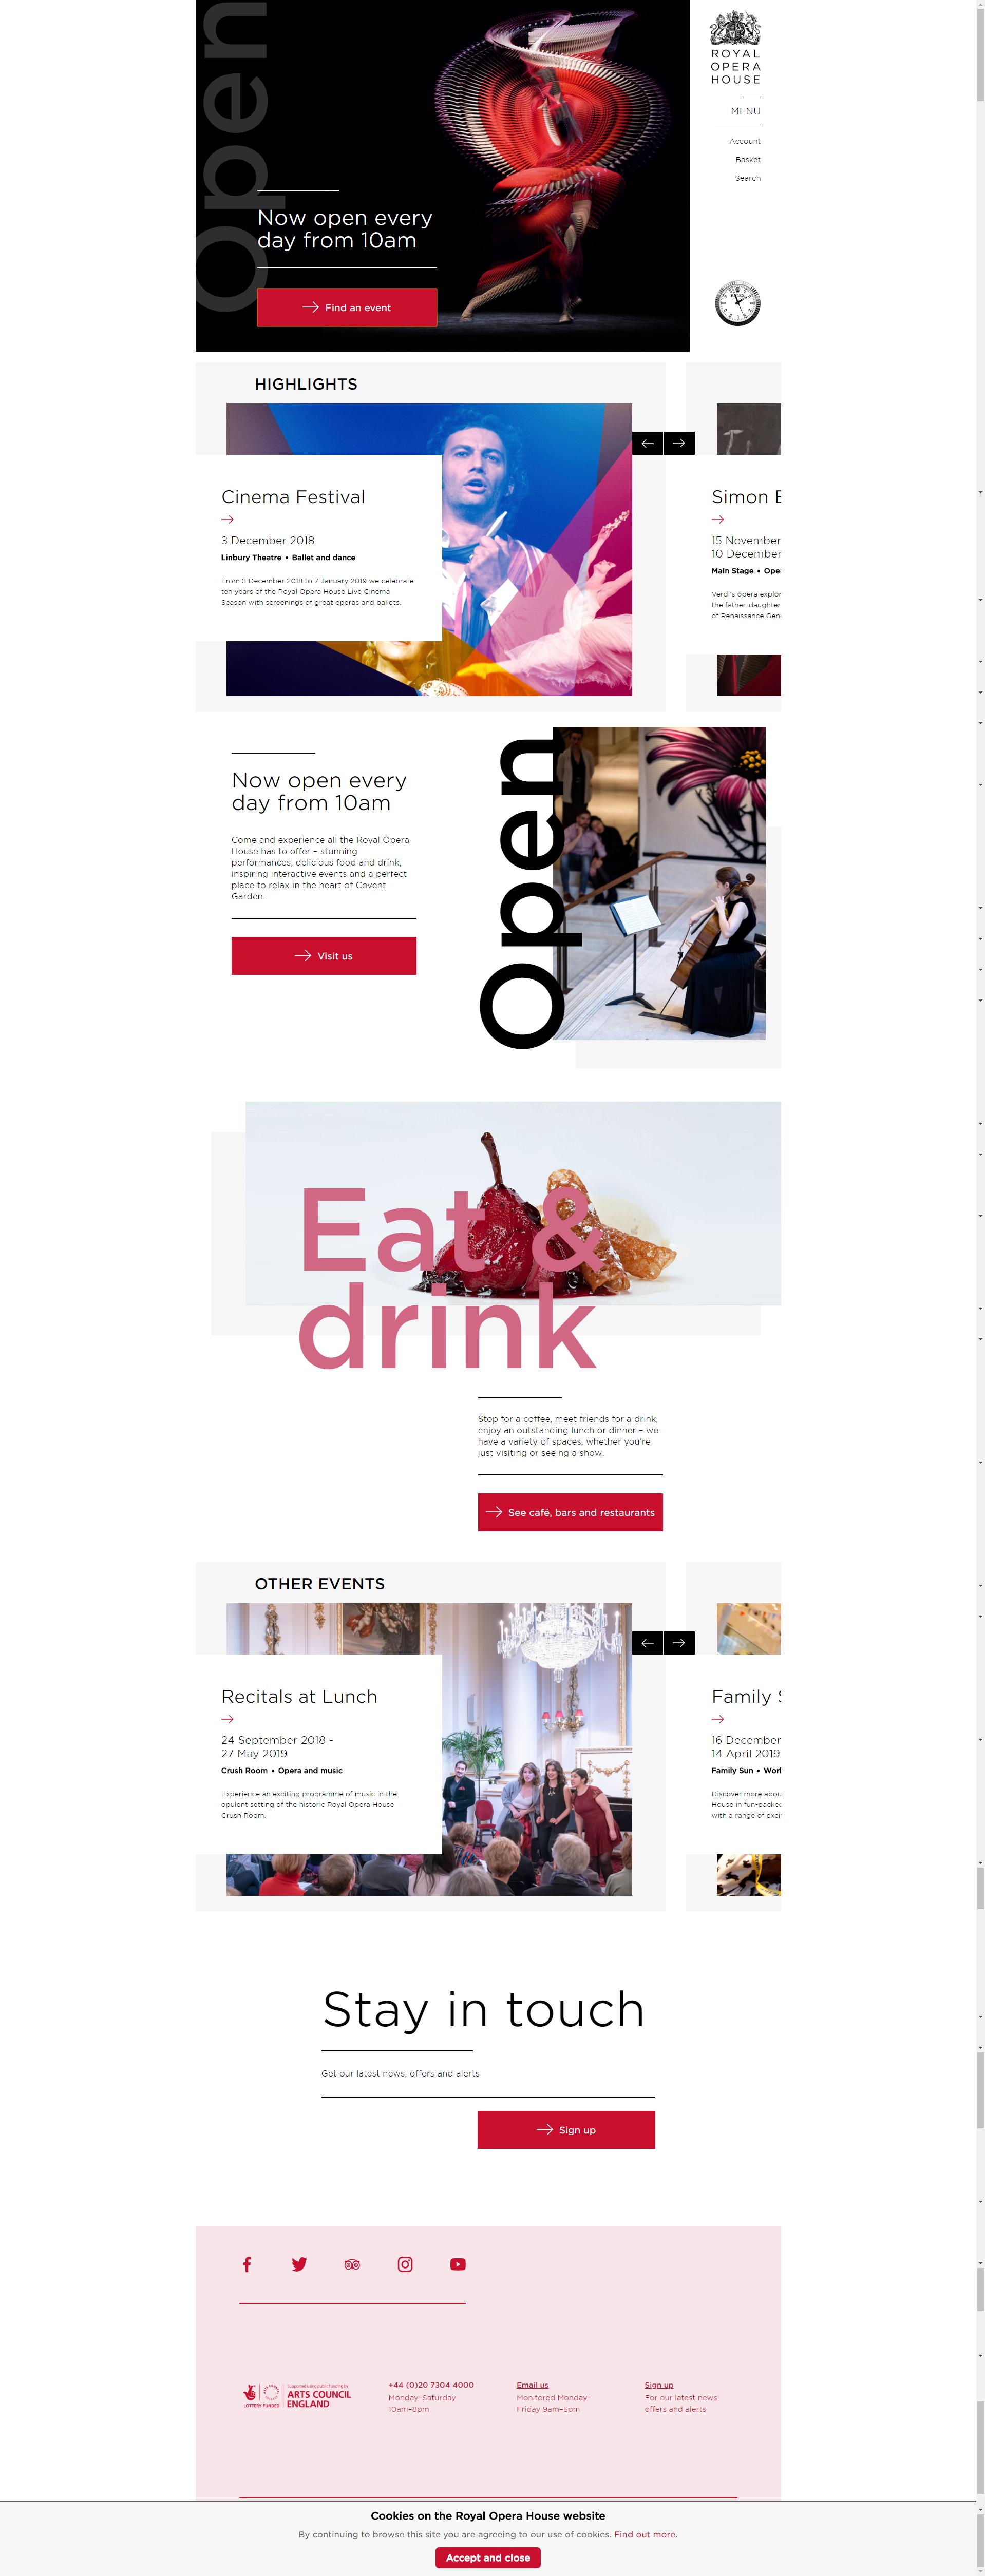 Open
Now open every
day from 10am
Find an event
ROYAL
OPERA
HOUSE
MENU
Account
Basket
Search
HIGHLIGHTS
Cinema Festival
3 December 2018
Linbury Theatre • Ballet and dance
From 3 December 2018 to 7 January 2019 we celebrate
ten years of the Royal Opera House Live Cinema
Season with screenings of great operas and ballets.
Simon
15 November
10 December
Main Stage •
Verdi's opera
the father-daughter
of Renaissance
Now open every
day from 10am
Come and experience all the Royal Opera
House has to offer – stunning
performances, delicious food and drink,
inspiring interactive events and a perfect
place to relax in the heart of Covent
Garden.
Visit us
Open
Eat &
drink
Stop for a coffee, meet friends for a drink,
enjoy an outstanding lunch or dinner – we
have a variety of spaces, whether you're
just visiting or seeing a show.
See café, bars and restaurants
OTHER EVENTS
Recitals at Lunch
24 September 2018 -
27 May 2019
Crush Room • Opera and music
Experience an exciting programme of music in the
opulent setting of the historic Royal Opera House
Crush Room.
Family
16 December
14 April 2019
Family Sun •
Discover more
House in
with a range of
Stay in touch
Get our latest news, offers and alerts
Sign up
Supported using public funding by
ARTS COUNCIL
ENGLAND
LOTTERY FUNDED
+44 (0)20 7304 4000
Monday–Saturday
10am–8pm
Email us
Monitored Monday–
Friday 9am–5pm
Sign up
For our latest news,
offers and alerts
Cookies on the Royal Opera House website
By continuing to browse this site you are agreeing to our use of cookies. Find out more.
Accept and close